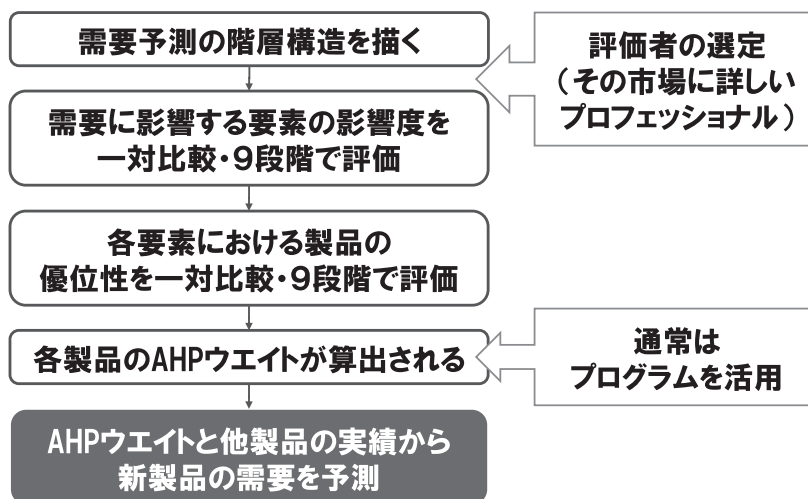 需要予測の階層構造を描く
評価者の選定
（その市場に詳しい
プロフェッショナル）
需要に影響する要素の影響度を
一対比較・9段階で評価
各要素における製品の
優位性を一対比較・9段階で評価
各製品のAHPウエイトが算出される
通常は
プログラムを活用
AHPウエイトと他製品の実績から
新製品の需要を予測